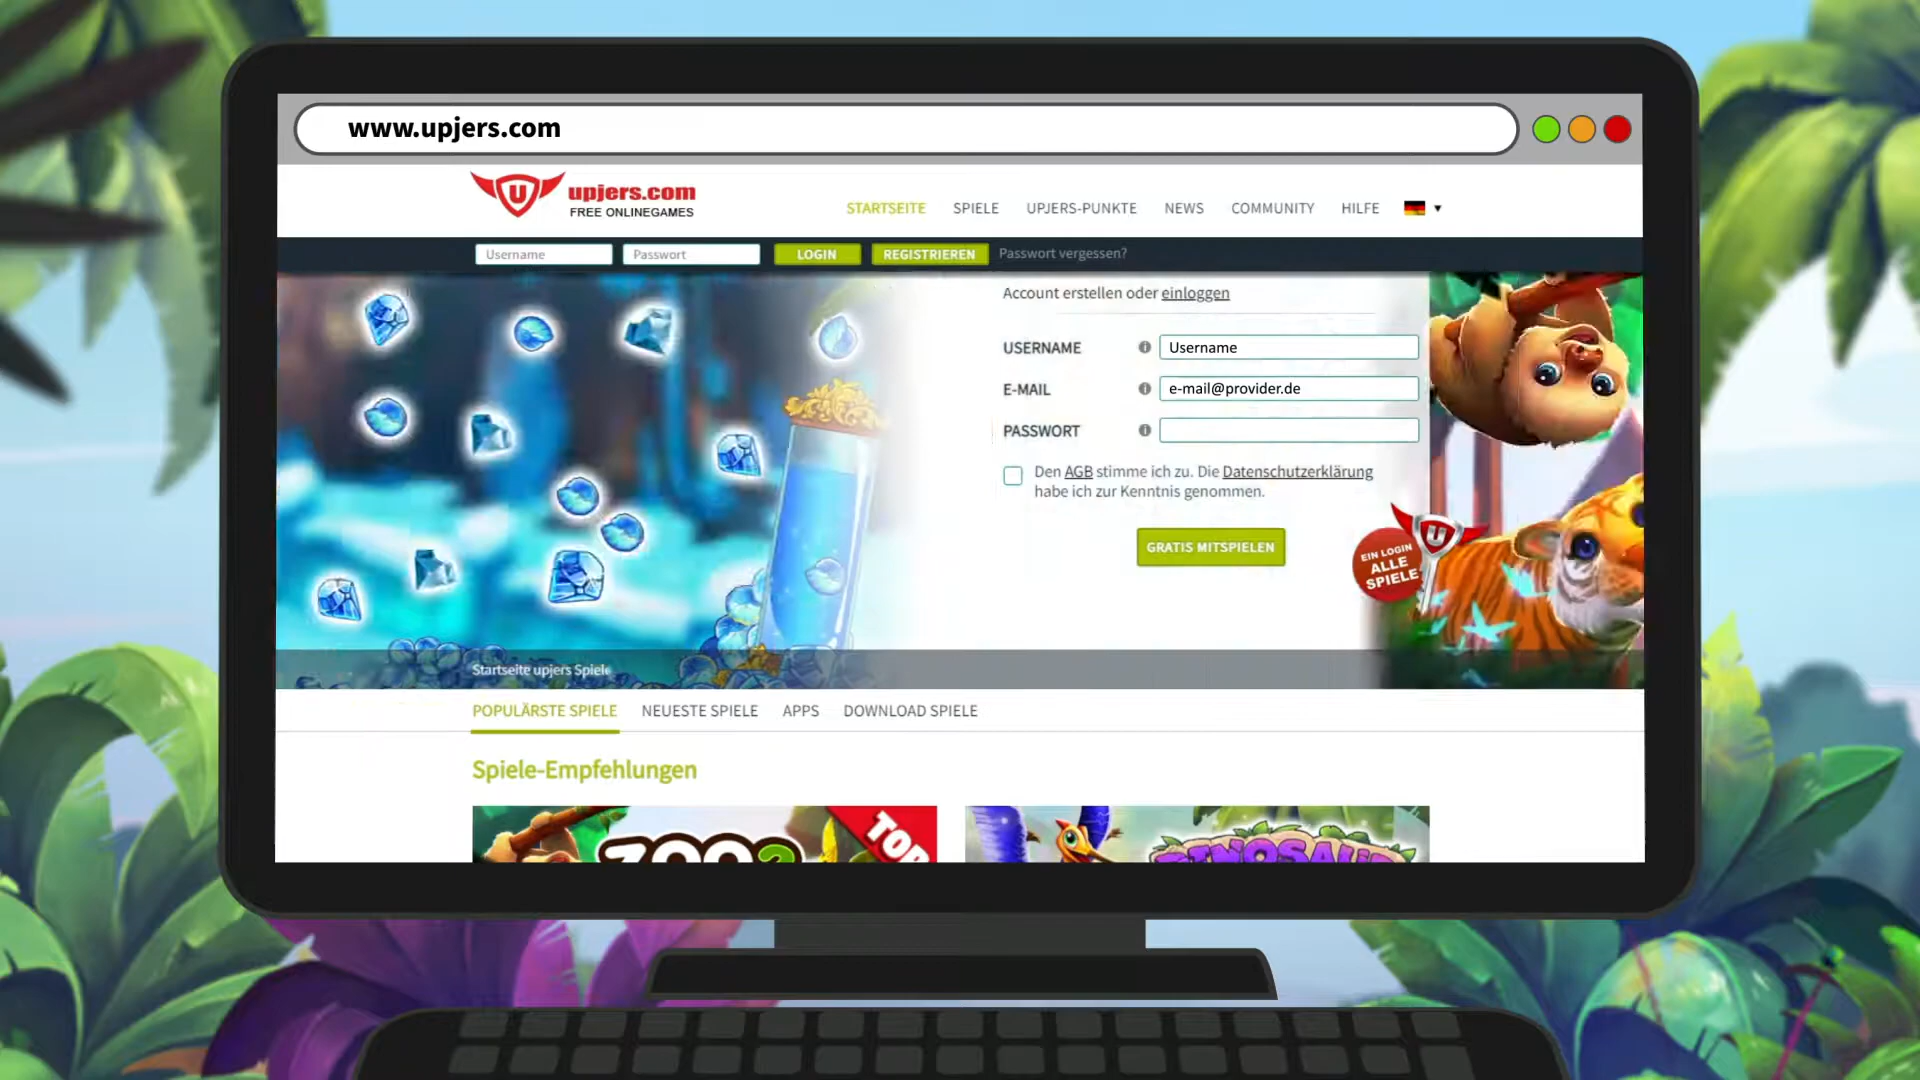 www.upjers.com
U upjers.com
FREE ONLINEGAMES
STARTSEITE SPIELE UPJERS-PUNKTE NEWS COMMUNITY HILFE
Username Passwort LOGIN REGISTRIEREN Passwort vergessen?
Account erstellen oder einloggen
USERNAME Username
E-MAIL e-mail@provider.de
PASSWORT
Den AGB stimme ich zu. Die Datenschutzerklärung
habe ich zur Kenntnis genommen.
GRATIS MITSPIELEN
U
EIN LOGIN
ALLE
SPIELE
Startseite upjers Spiele
POPULÄRSTE SPIELE NEUESTE SPIELE APPS DOWNLOAD SPIELE
Spiele-Empfehlungen
ZOO2 TOP
DINOSAUR